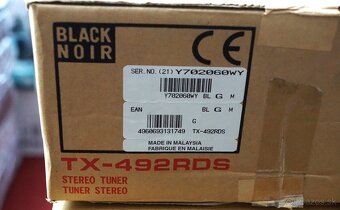 BLACK
NOIR
CE
SER.NO.(21) Y702060WY
Y702060WY BL G M
EAN BL G M
G
4960693131749 TX-492RDS
MADE IN MALAYSIA
FABRIQUE EN MALAISIE
TX-492RDS
STEREO TUNER
TUNER STEREO